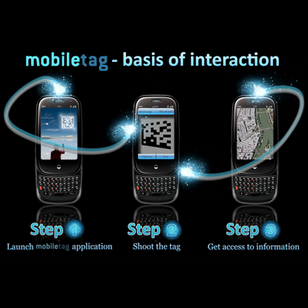 mobiletag - basis of interaction
Step 1
Step 2
Step 3
Launch mobiletag application
Shoot the tag
Get access to information